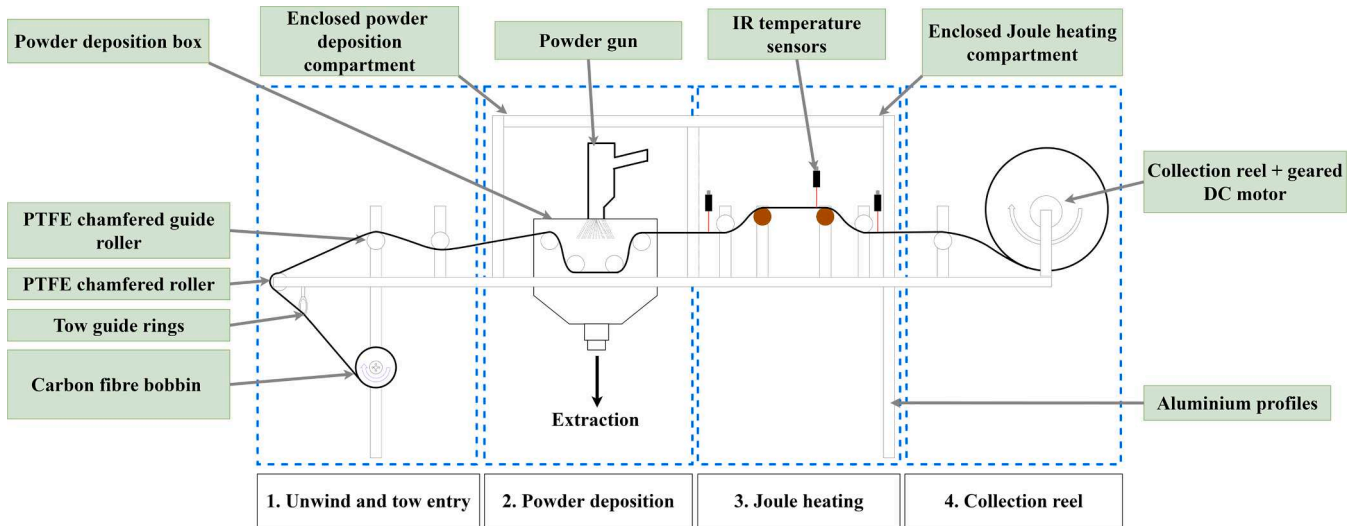 Powder deposition box
Enclosed powder
deposition
compartment
Powder gun
IR temperature
sensors
Enclosed Joule heating
compartment
Collection reel + geared
DC motor
PTFE chamfered guide
roller
PTFE chamfered roller
Tow guide rings
Carbon fibre bobbin
Extraction
Aluminium profiles
1. Unwind and tow entry
2. Powder deposition
3. Joule heating
4. Collection reel